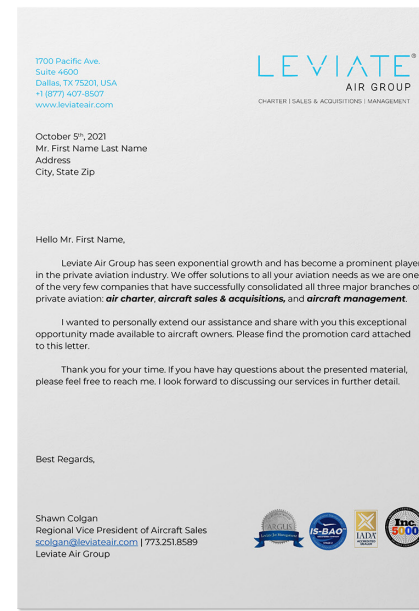 1700 Pacific Ave.
Suite 4600
Dallas, TX 75201, USA
+1 (877) 407-8507
www.leviateair.com
LEVIATE®
AIR GROUP
CHARTER | SALES & ACQUISITIONS | MANAGEMENT
October 5th, 2021
Mr. First Name Last Name
Address
City, State Zip
Hello Mr. First Name,
Leviate Air Group has seen exponential growth and has become a prominent player
in the private aviation industry. We offer solutions to all your aviation needs as we are one
of the very few companies that have successfully consolidated all three major branches of
private aviation: air charter, aircraft sales & acquisitions, and aircraft management.
I wanted to personally extend our assistance and share with you this exceptional
opportunity made available to aircraft owners. Please find the promotion card attached
to this letter.
Thank you for your time. If you have hay questions about the presented material,
please feel free to reach me. I look forward to discussing our services in further detail.
Best Regards,
Shawn Colgan
Regional Vice President of Aircraft Sales
scolgan@leviateair.com | 773.251.8589
Leviate Air Group
ARGUS
IS-BAO
IADA
ACCREDITED
DEALER
Inc.
5000